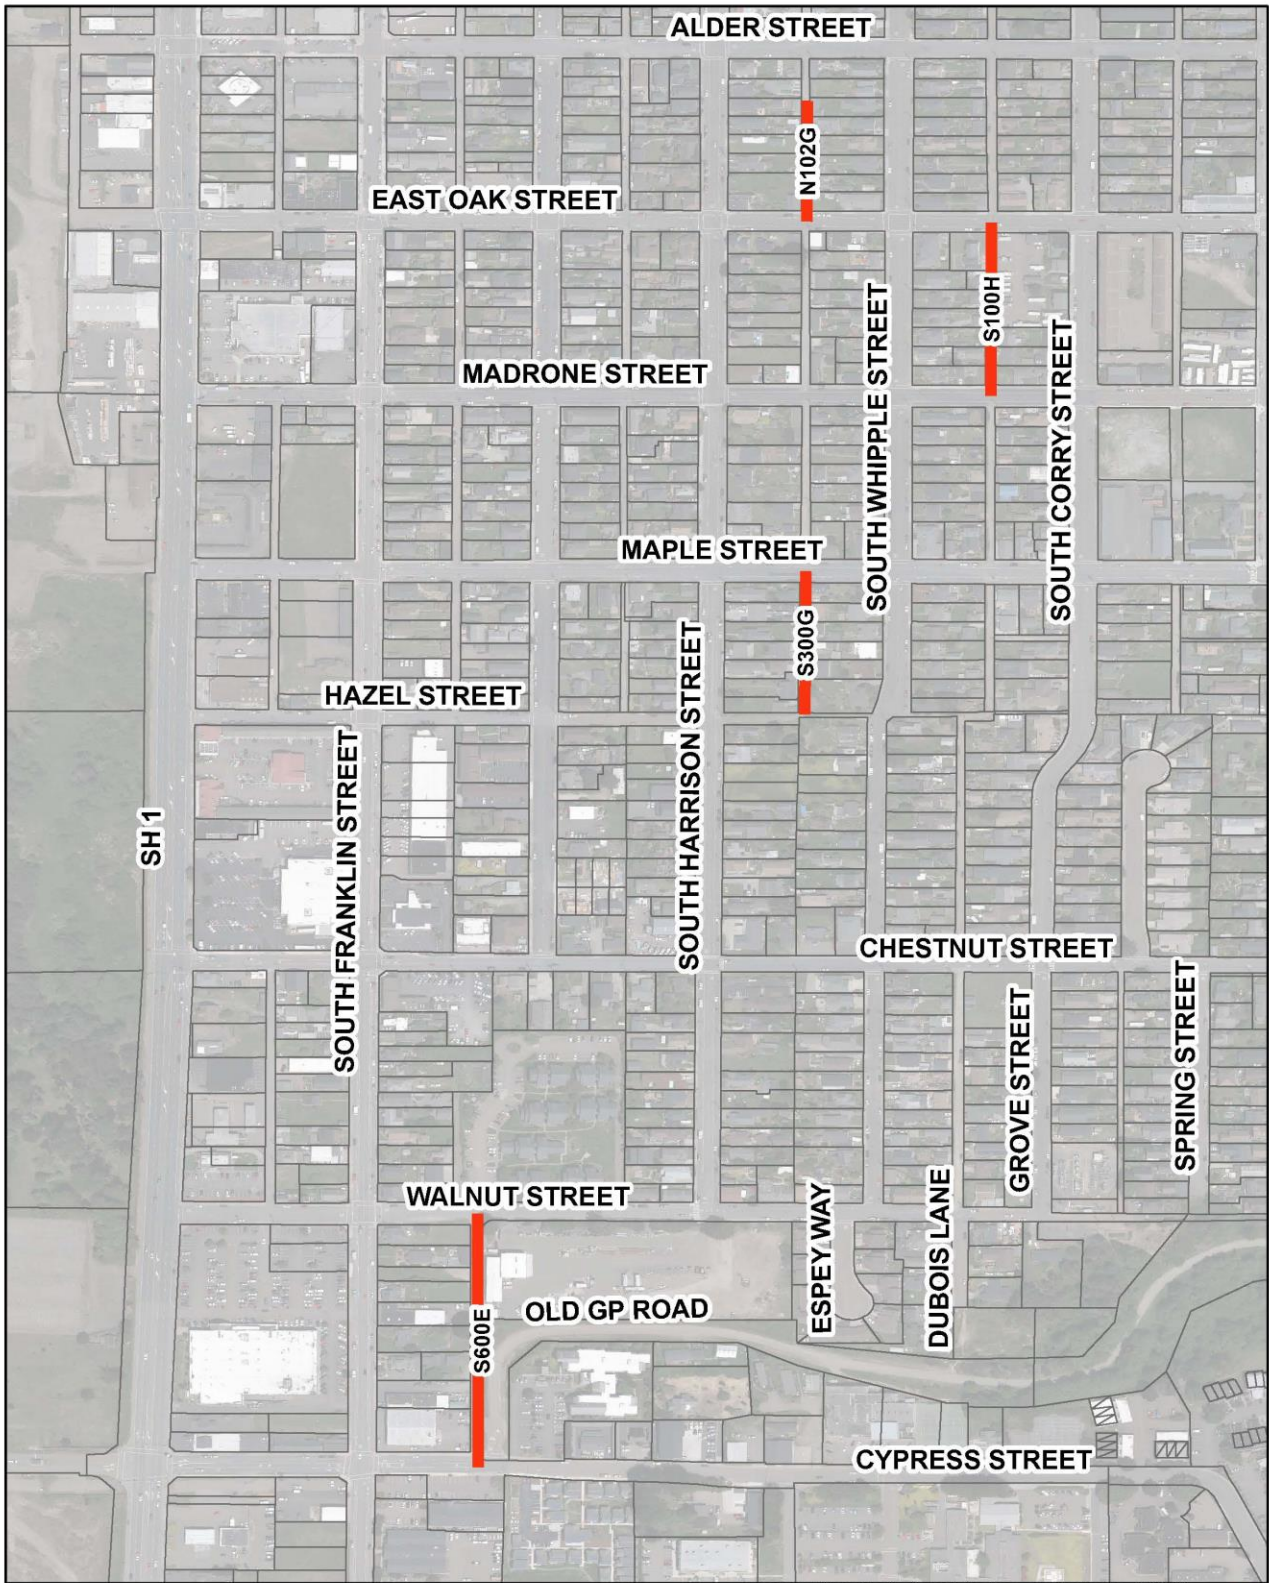 ALDER STREET
N102G
EAST OAK STREET
S100H
SOUTH WHIPPLE STREET
SOUTH CORRY STREET
MADRONE STREET
MAPLE STREET
S300G
SOUTH HARRISON STREET
HAZEL STREET
SOUTH FRANKLIN STREET
SH 1
CHESTNUT STREET
GROVE STREET
SPRING STREET
WALNUT STREET
ESPEY WAY
DUBOIS LANE
OLD GP ROAD
S600E
CYPRESS STREET